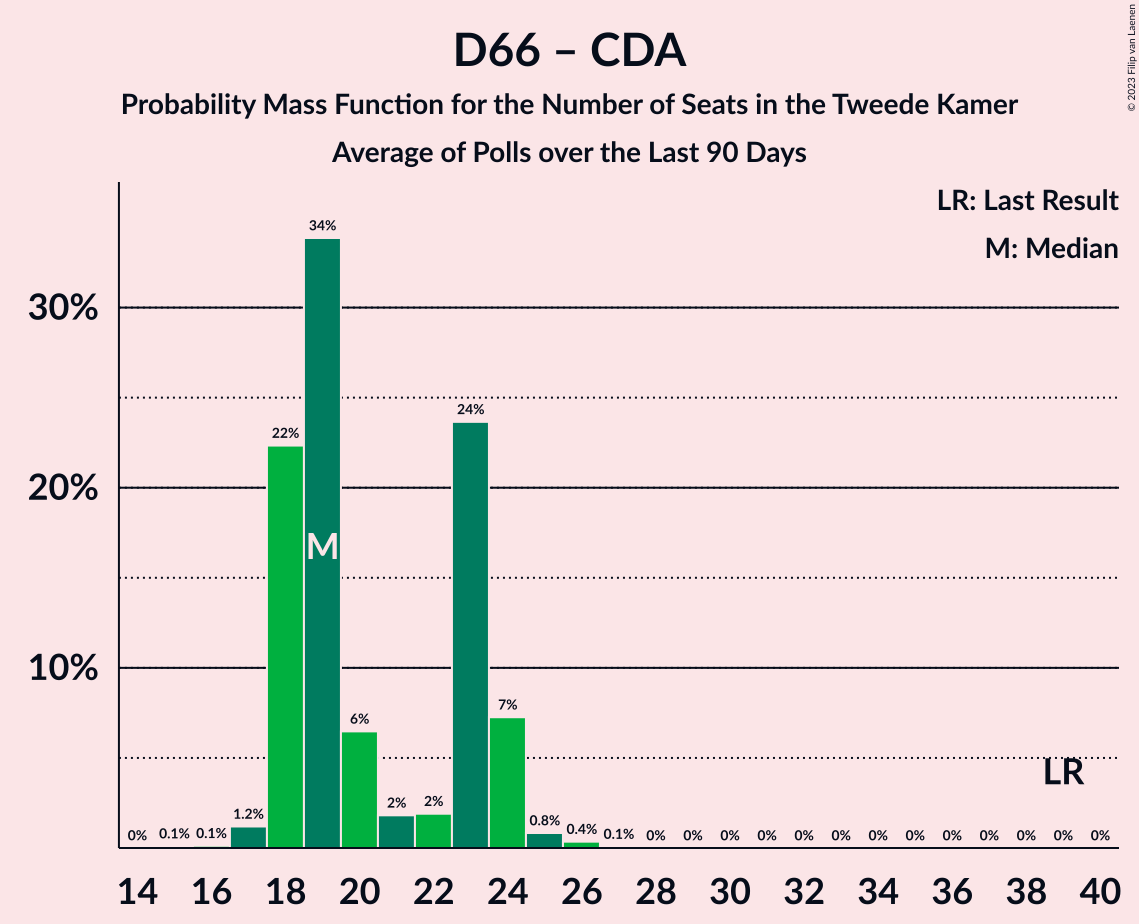 D66 – CDA
Probability Mass Function for the Number of Seats in the Tweede Kamer
Average of Polls over the Last 90 Days
© 2023 Filip van Laenen
LR: Last Result
M: Median
30%
20%
10%
0% 0.1% 0.1% 1.2% 22% 34% 6% 2% 2% 24% 7% 0.8% 0.4% 0.1% 0% 0% 0% 0% 0% 0% 0% 0% 0% 0% 0% 0% 0%
M
LR
14 16 18 20 22 24 26 28 30 32 34 36 38 40